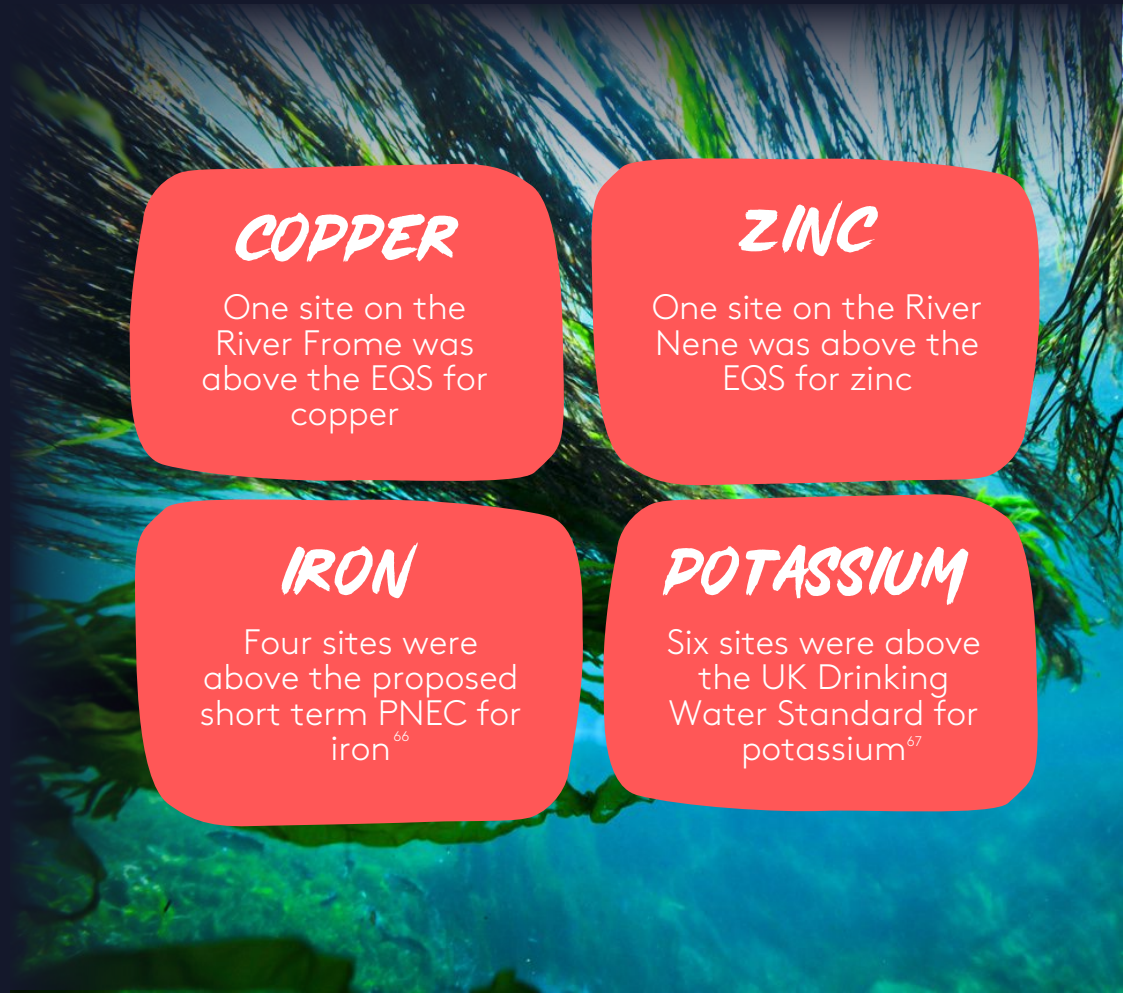 COPPER
One site on the
River Frome was
above the EQS for
copper
ZINC
One site on the River
Nene was above the
EQS for zinc
IRON
Four sites were
above the proposed
short term PNEC for
iron⁶⁶
POTASSIUM
Six sites were above
the UK Drinking
Water Standard for
potassium⁶⁷